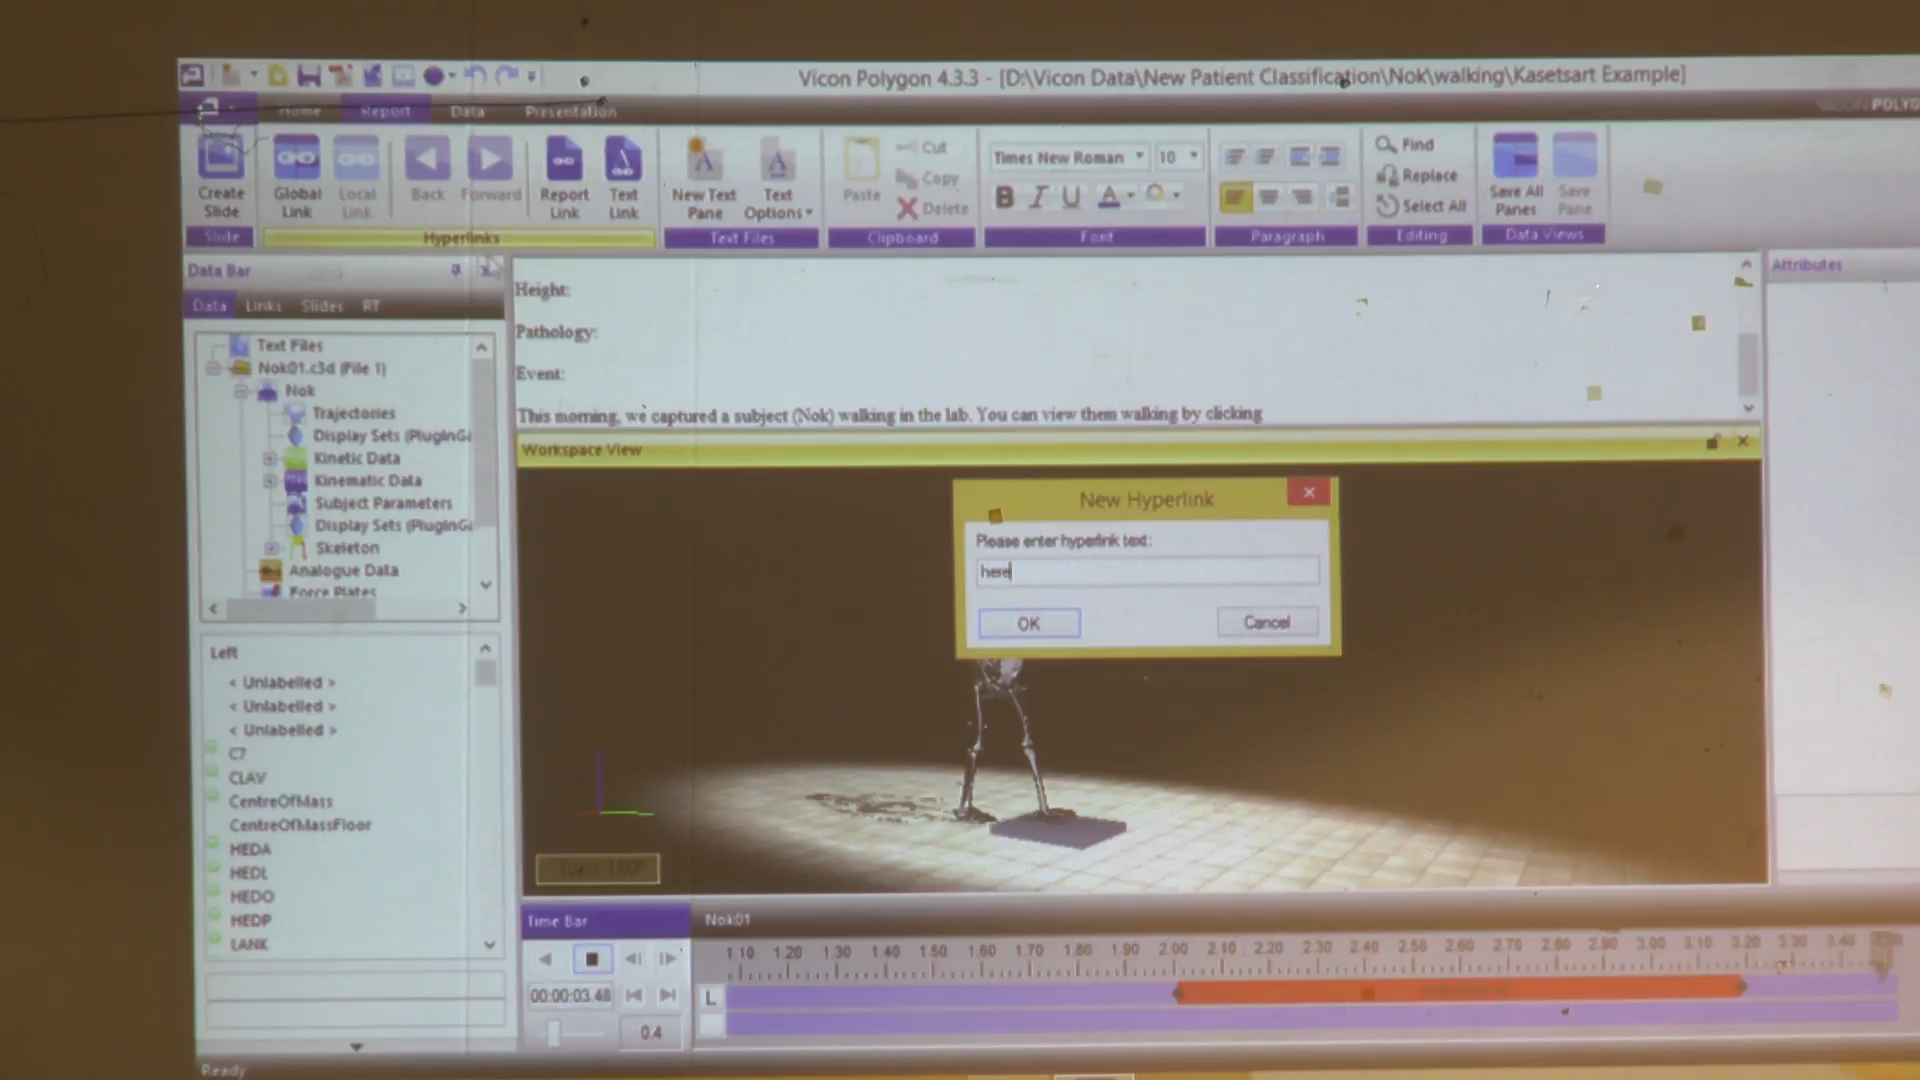 Vicon Polygon 4.3.3 - [D:\Vicon Data\New Patient Classification\Nok\walking\Kasetsart Example]
Home Report Data Presentation
Create Slide
Global Link
Local Link
Back
Forward
Report Link
Text Link
New Text Pane
Text Options
Paste
Cut
Copy
Delete
Times New Roman 10
B I U A
Find
Replace
Select All
Save All Panes
Save Pane
Slide Hyperlinks Text Files Clipboard Font Paragraph Editing Data Views
Data Bar
Data Links Slides RT
Text Files
Nok01.c3d (File 1)
Nok
Trajectories
Display Sets (PlugInGa
Kinetic Data
Kinematic Data
Subject Parameters
Display Sets (PlugInGa
Skeleton
Analogue Data
Force Plates
Left
< Unlabelled >
< Unlabelled >
< Unlabelled >
C7
CLAV
CentreOfMass
CentreOfMassFloor
HEDA
HEDL
HEDO
HEDP
LANK
Ready
Height:
Pathology:
Event:
This morning, we captured a subject (Nok) walking in the lab. You can view them walking by clicking
Workspace View
New Hyperlink
Please enter hyperlink text:
here
OK Cancel
Turn 180°
Attributes
Time Bar Nok01
1.10 1.20 1.30 1.40 1.50 1.60 1.70 1.80 1.90 2.00 2.10 2.20 2.30 2.40 2.50 2.60 2.70 2.80 2.90 3.00 3.10 3.20 3.30 3.40
00:00:03.48
L
0.4